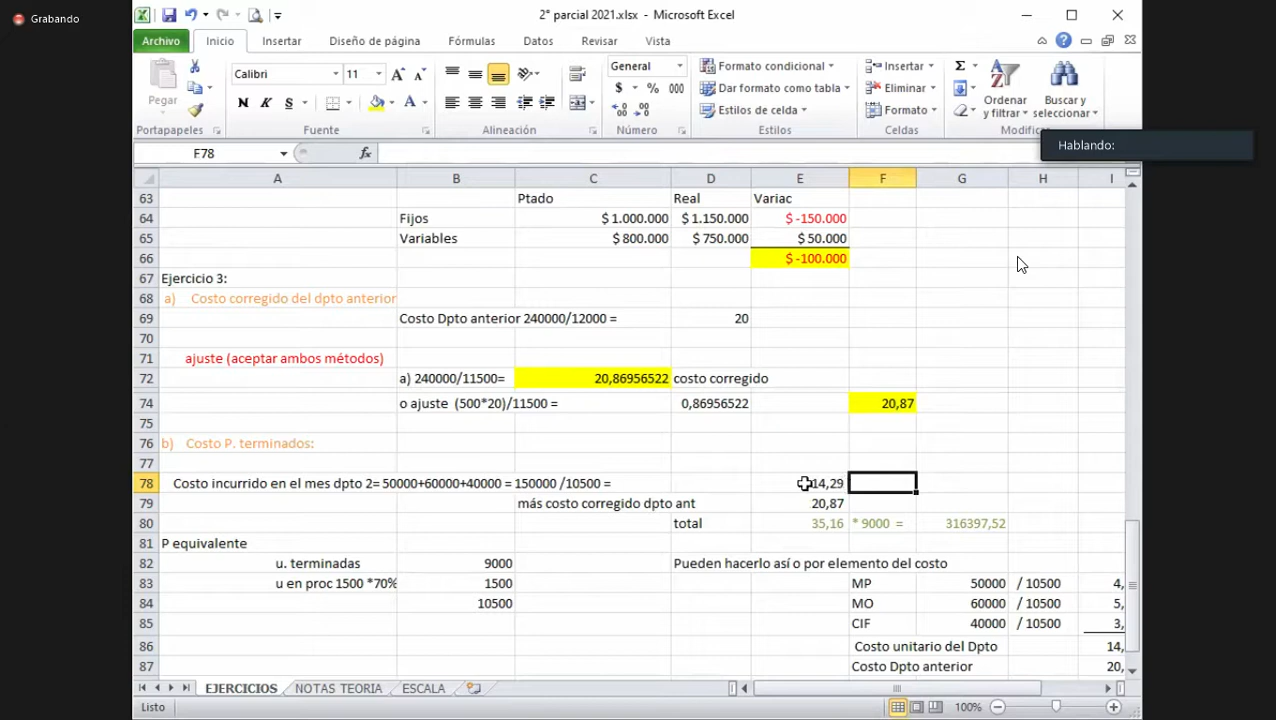 Grabando
2° parcial 2021.xlsx - Microsoft Excel
Archivo Inicio Insertar Diseño de página Fórmulas Datos Revisar Vista
Pegar
Calibri 11
N K S
General
$ % 000
Formato condicional
Dar formato como tabla
Estilos de celda
Insertar
Eliminar
Formato
Σ
Ordenar y filtrar
Buscar y seleccionar
Portapapeles Fuente Alineación Número Estilos Celdas Modific
Hablando:
F78 fx
A B C D E F G H I
63 Ptado Real Variac
64 Fijos $ 1.000.000 $ 1.150.000 $ -150.000
65 Variables $ 800.000 $ 750.000 $ 50.000
66 $ -100.000
67 Ejercicio 3:
68 a) Costo corregido del dpto anterior
69 Costo Dpto anterior 240000/12000 = 20
70
71 ajuste (aceptar ambos métodos)
72 a) 240000/11500= 20,86956522 costo corregido
74 o ajuste (500*20)/11500 = 0,86956522 20,87
75
76 b) Costo P. terminados:
77
78 Costo incurrido en el mes dpto 2= 50000+60000+40000 = 150000 /10500 = 14,29
79 más costo corregido dpto ant 20,87
80 total 35,16 * 9000 = 316397,52
81 P equivalente
82 u. terminadas 9000 Pueden hacerlo así o por elemento del costo
83 u en proc 1500 *70% 1500 MP 50000 / 10500 4,
84 10500 MO 60000 / 10500 5,
85 CIF 40000 / 10500 3,
86 Costo unitario del Dpto 14,
87 Costo Dpto anterior 20,
EJERCICIOS NOTAS TEORIA ESCALA
Listo 100%